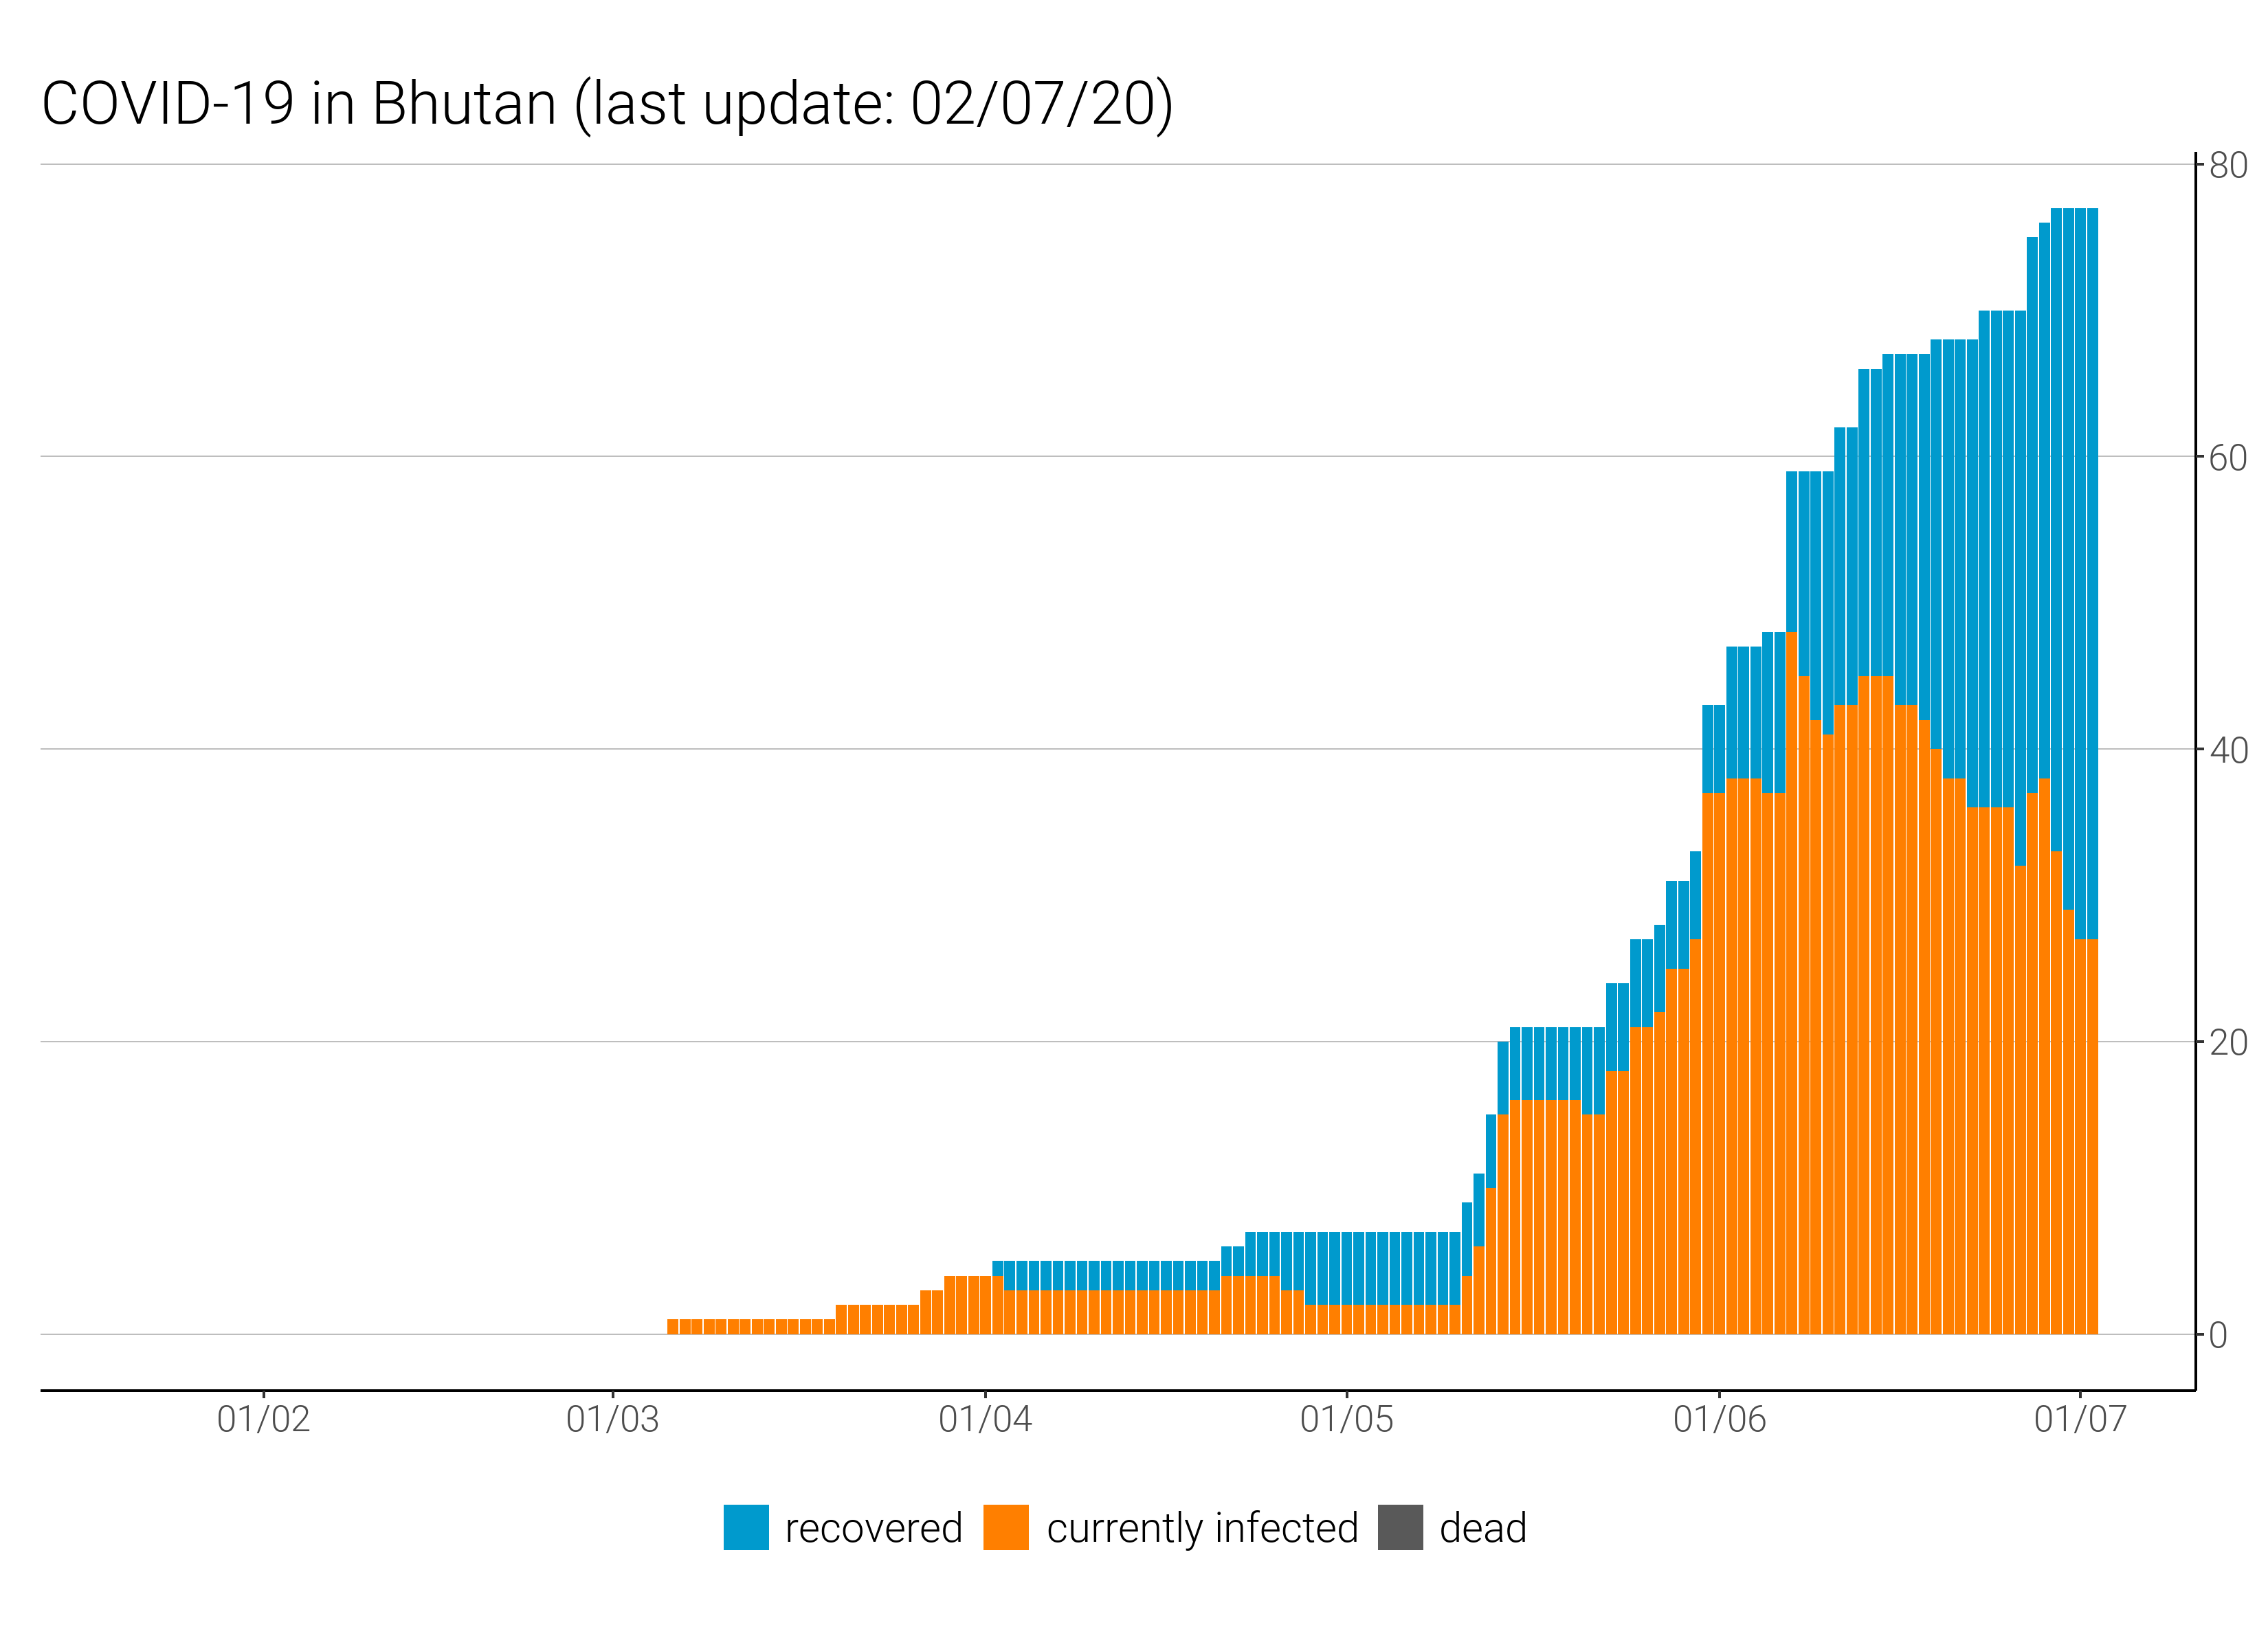 COVID-19 in Bhutan (last update: 02/07/20)
80
60
40
20
0
01/02 01/03 01/04 01/05 01/06 01/07
recovered currently infected dead